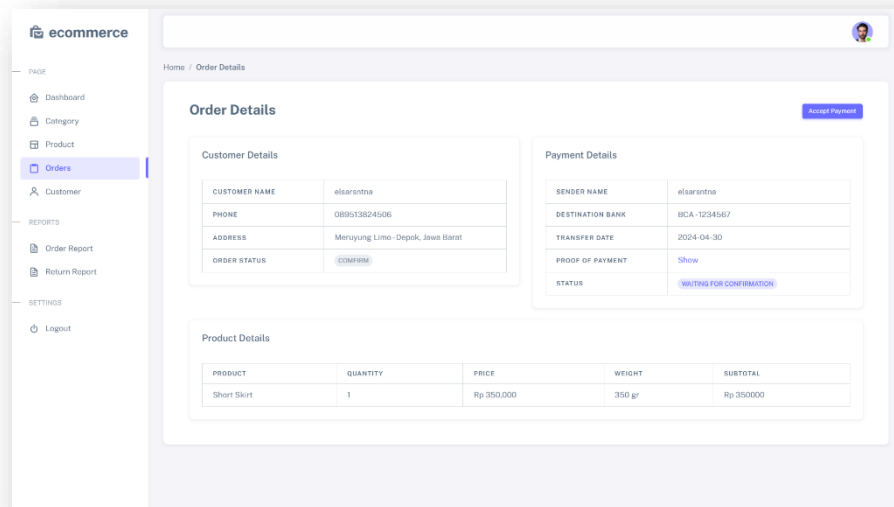 ecommerce
PAGE
Dashboard
Category
Product
Orders
Customer
REPORTS
Order Report
Return Report
SETTINGS
Logout
Home / Order Details
Order Details
Accept Payment
Customer Details
CUSTOMER NAME elsarsntna
PHONE 089513824506
ADDRESS Meruyung Limo-Depok, Jawa Barat
ORDER STATUS COMFIRM
Payment Details
SENDER NAME elsarsntna
DESTINATION BANK BCA-1234567
TRANSFER DATE 2024-04-30
PROOF OF PAYMENT Show
STATUS WAITING FOR CONFIRMATION
Product Details
PRODUCT QUANTITY PRICE WEIGHT SUBTOTAL
Short Skirt 1 Rp 350,000 350 gr Rp 350000